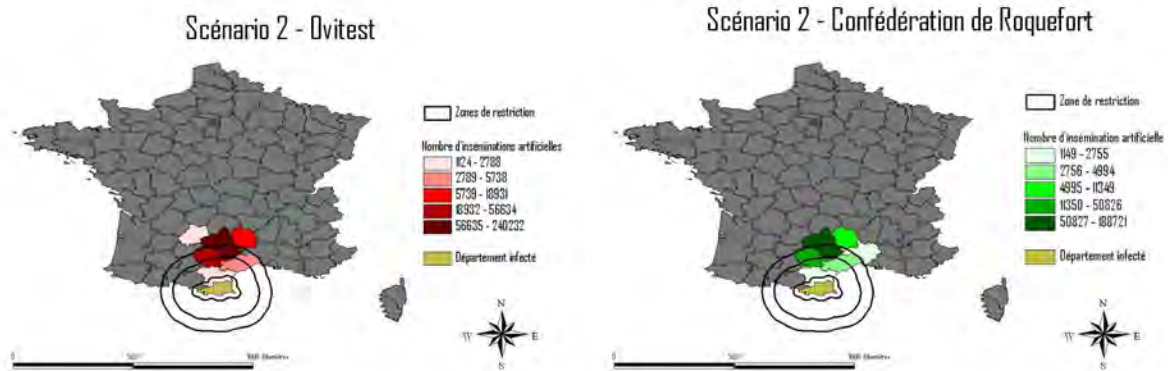 Scénario 2 - Ovitest
Zones de restriction
Nombre d'inséminations artificielles
1124 - 2788
2789 - 5738
5739 - 18931
18932 - 56634
56635 - 240232
Département infecté
N
W
E
S
0
Scénario 2 - Confédération de Roquefort
Zone de restriction
Nombre d'insémination artificielle
1149 - 2755
2756 - 4994
4995 - 11349
11350 - 50826
50827 - 188721
Département infecté
N
W
E
S
0